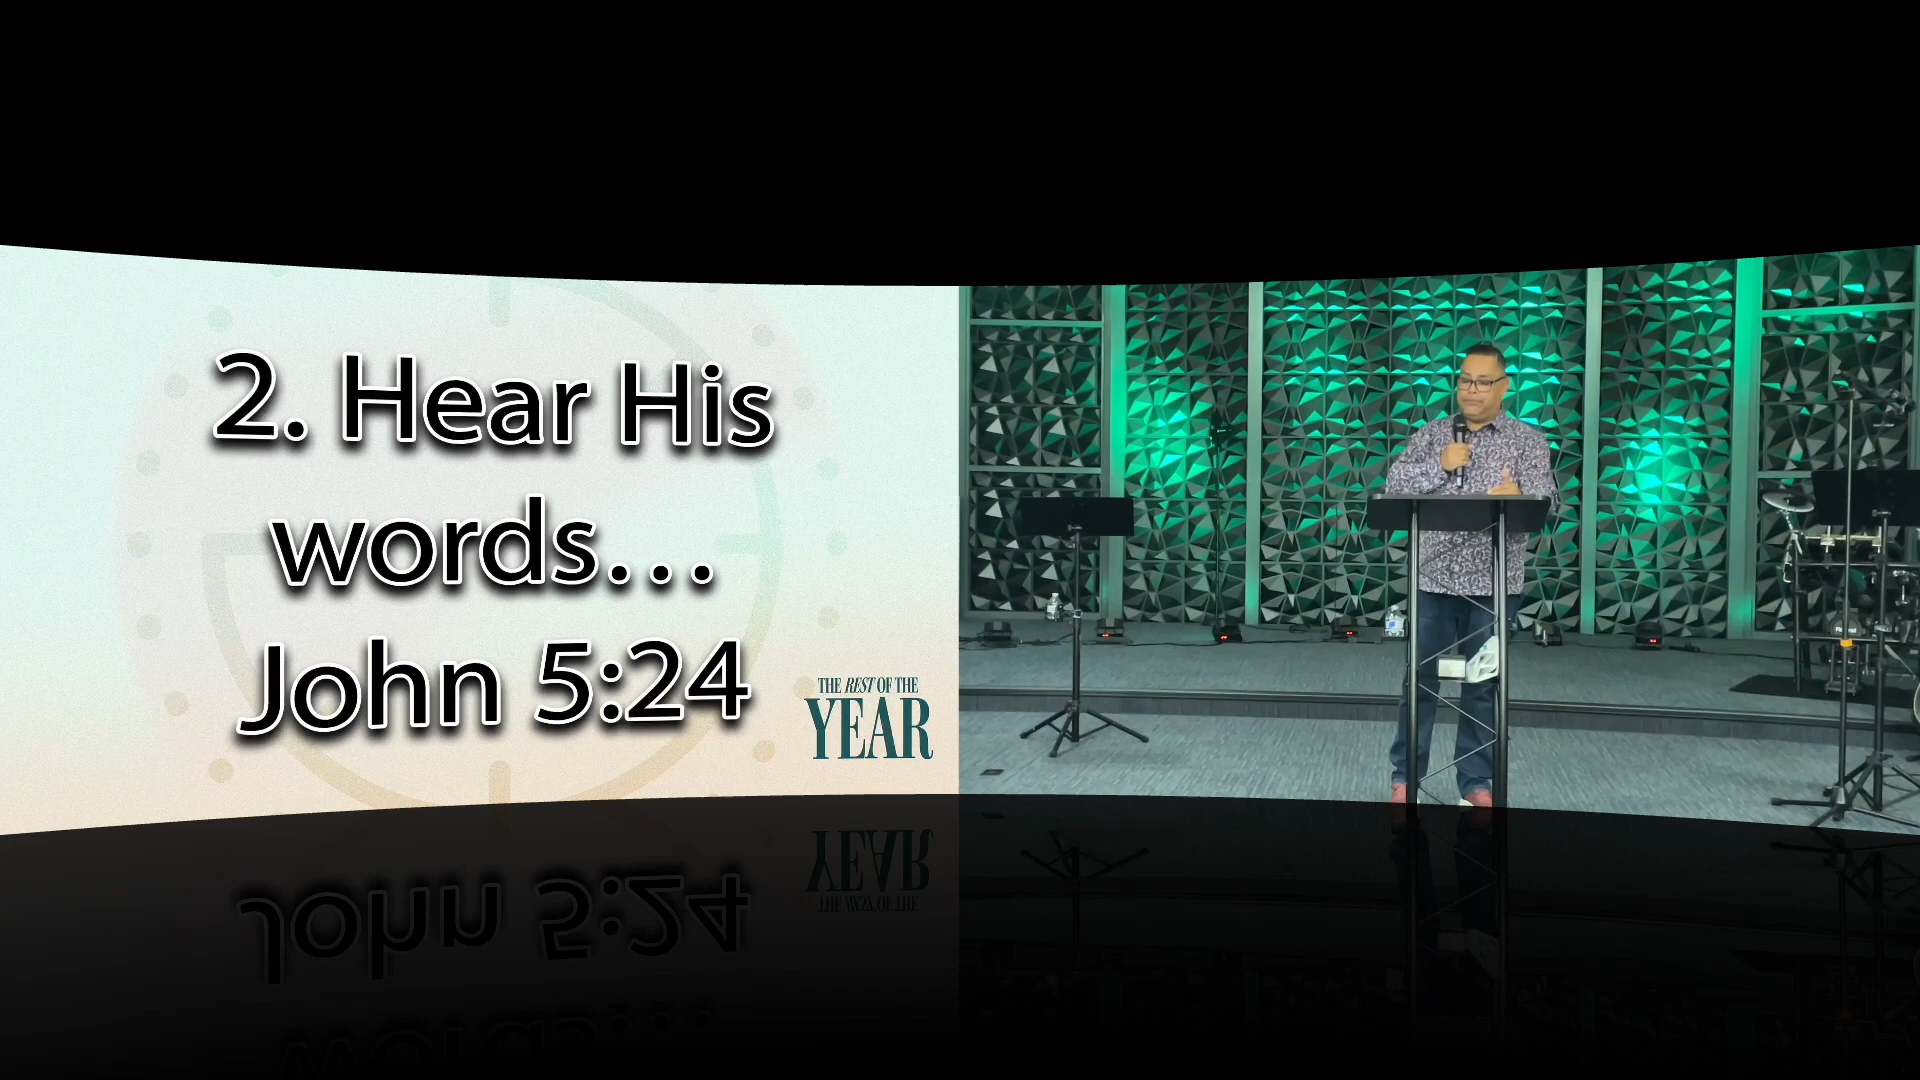 2. Hear His
words…
John 5:24
THE REST OF THE
YEAR